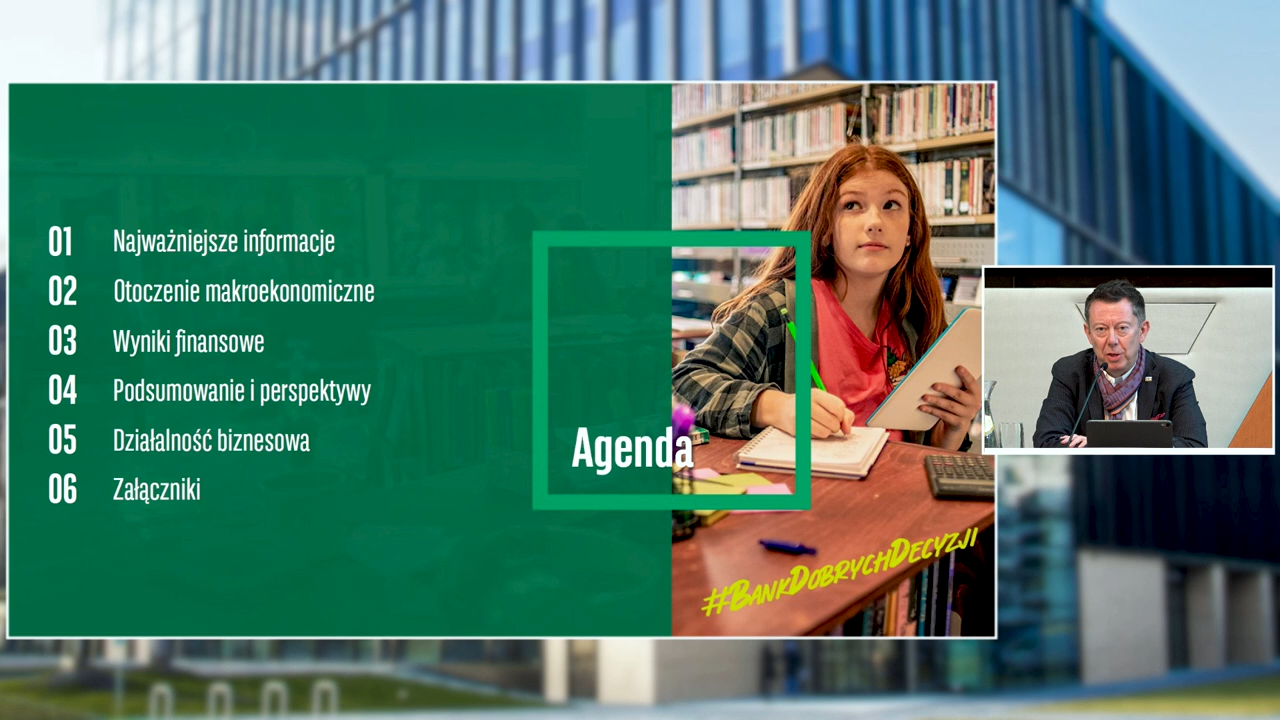 01 Najważniejsze informacje
02 Otoczenie makroekonomiczne
03 Wyniki finansowe
04 Podsumowanie i perspektywy
05 Działalność biznesowa
06 Załączniki
Agenda
#BankDobrychDecyzji